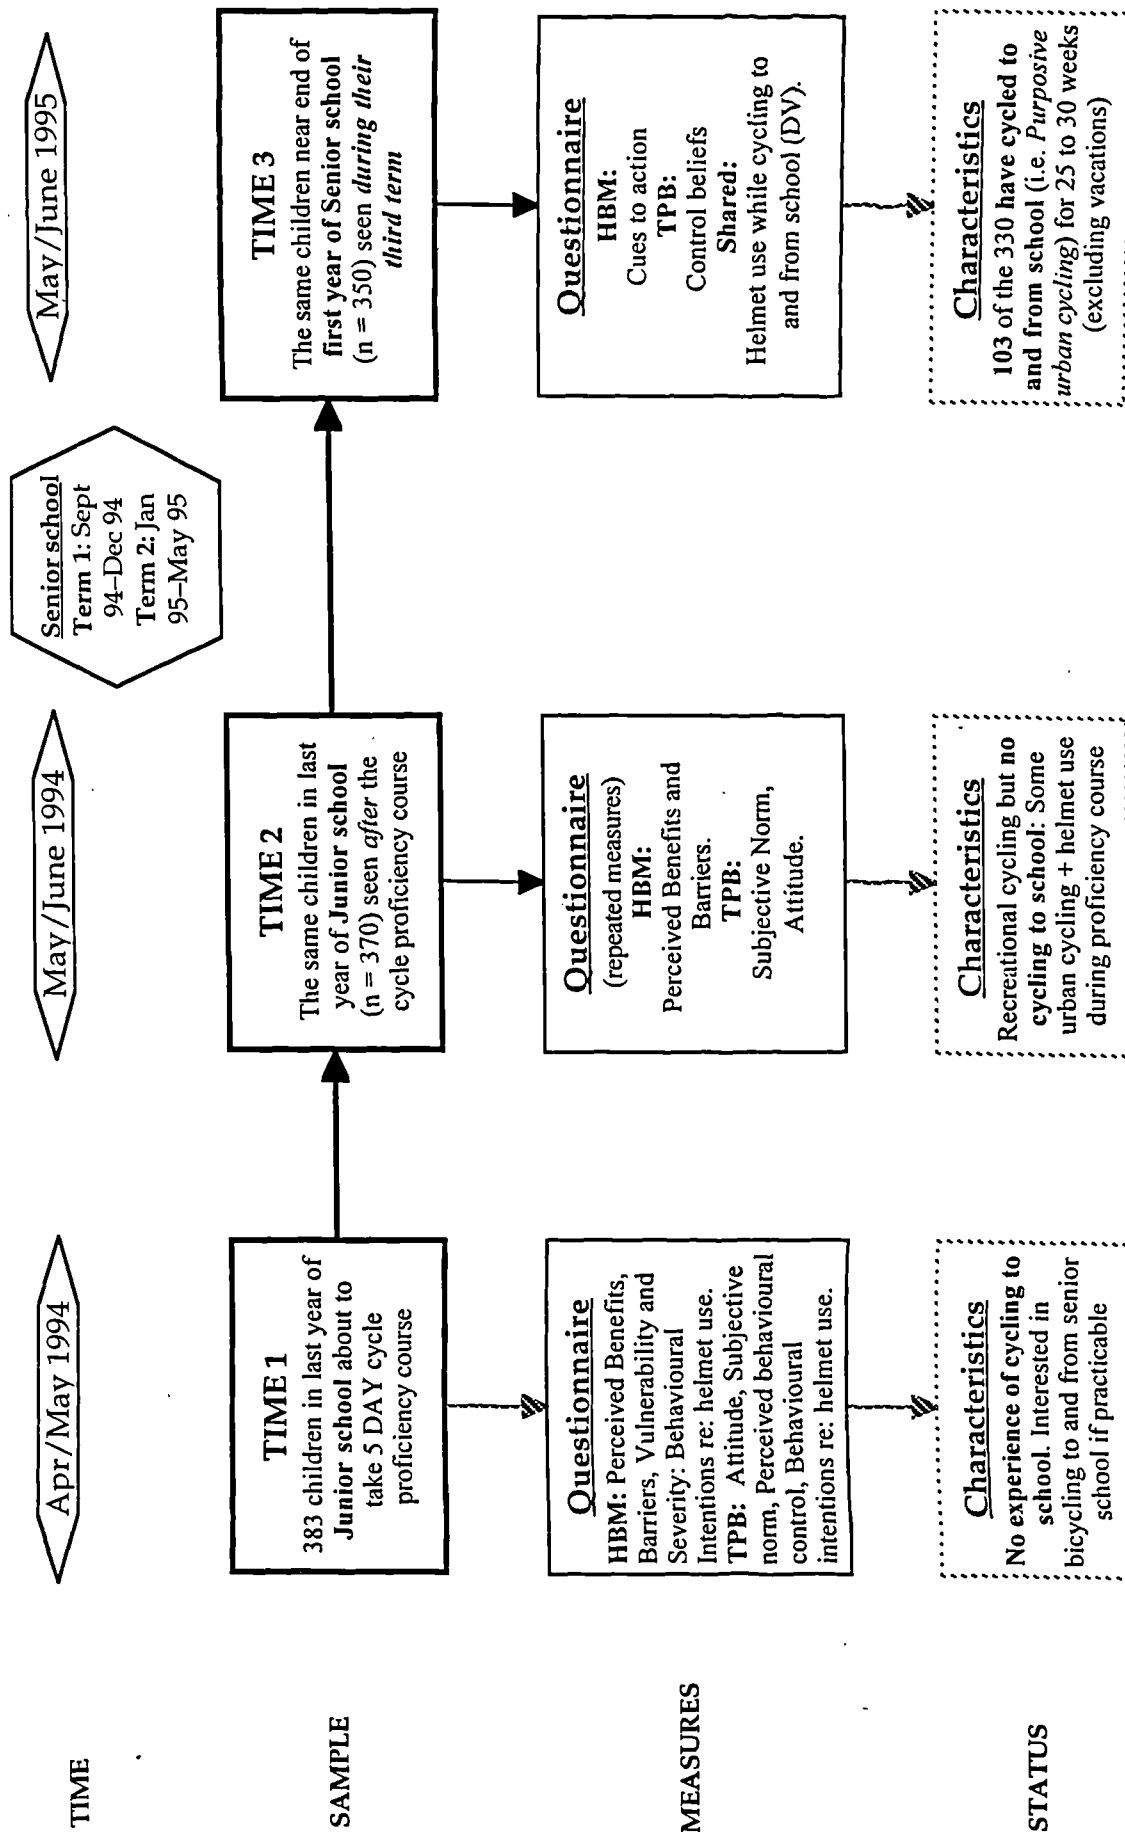 TIME
Apr/May 1994
May/June 1994
Senior school
Term 1: Sept
94–Dec 94
Term 2: Jan
95–May 95
May/June 1995
SAMPLE
TIME 1
383 children in last year of
Junior school about to
take 5 DAY cycle
proficiency course
TIME 2
The same children in last
year of Junior school
(n = 370) seen after the
cycle proficiency course
TIME 3
The same children near end of
first year of Senior school
(n = 350) seen during their
third term
MEASURES
Questionnaire
HBM: Perceived Benefits,
Barriers, Vulnerability and
Severity: Behavioural
Intentions re: helmet use.
TPB: Attitude, Subjective
norm, Perceived behavioural
control, Behavioural
intentions re: helmet use.
Questionnaire
(repeated measures)
HBM:
Perceived Benefits and
Barriers.
TPB:
Subjective Norm,
Attitude.
Questionnaire
HBM:
Cues to action
TPB:
Control beliefs
Shared:
Helmet use while cycling to
and from school (DV).
STATUS
Characteristics
No experience of cycling to
school. Interested in
bicycling to and from senior
school if practicable
Characteristics
Recreational cycling but no
cycling to school: Some
urban cycling + helmet use
during proficiency course
Characteristics
103 of the 330 have cycled to
and from school (i.e. Purposive
urban cycling) for 25 to 30 weeks
(excluding vacations)